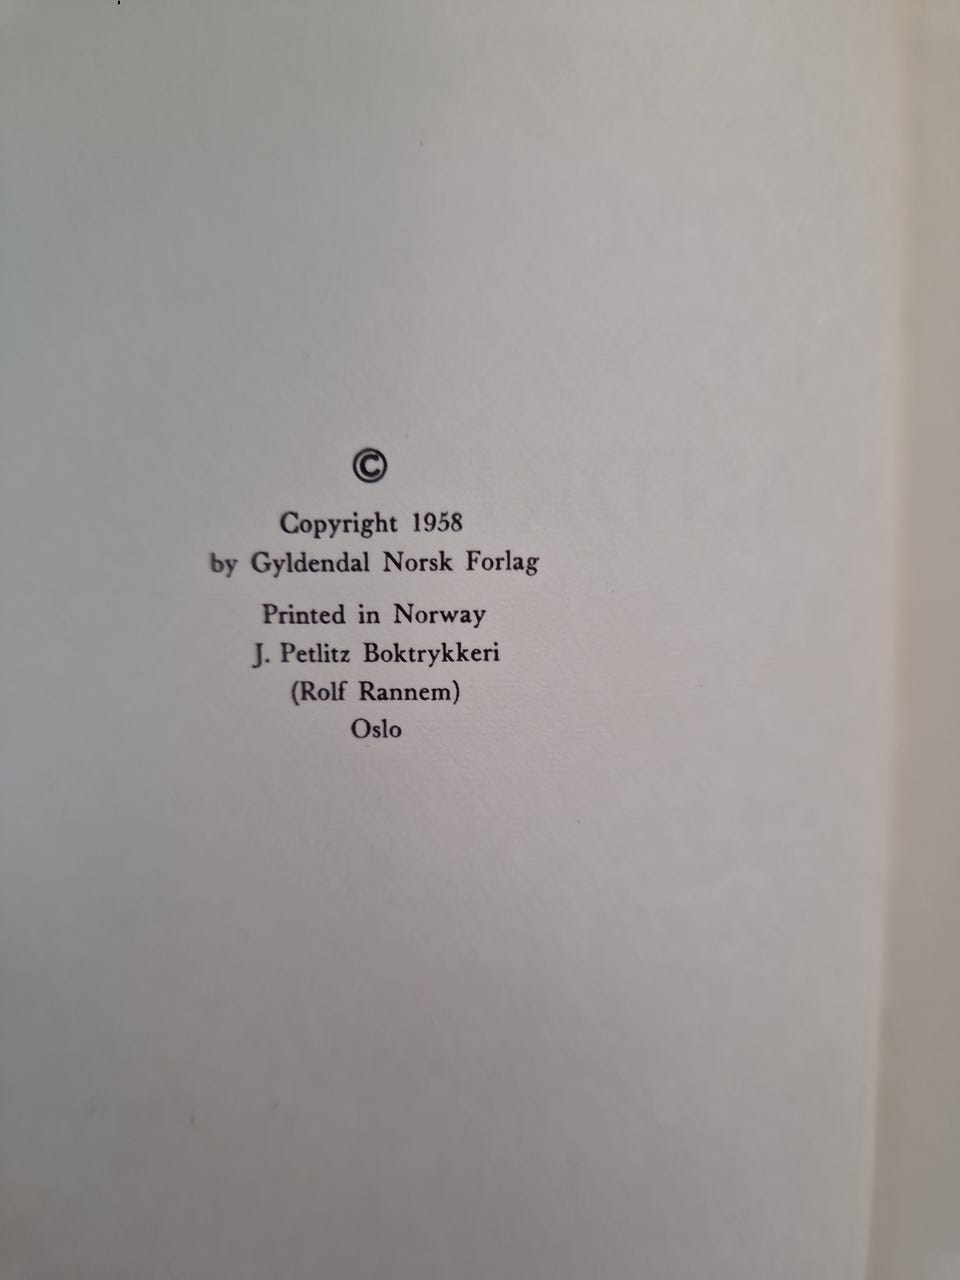 ©
Copyright 1958
by Gyldendal Norsk Forlag
Printed in Norway
J. Petlitz Boktrykkeri
(Rolf Rannem)
Oslo